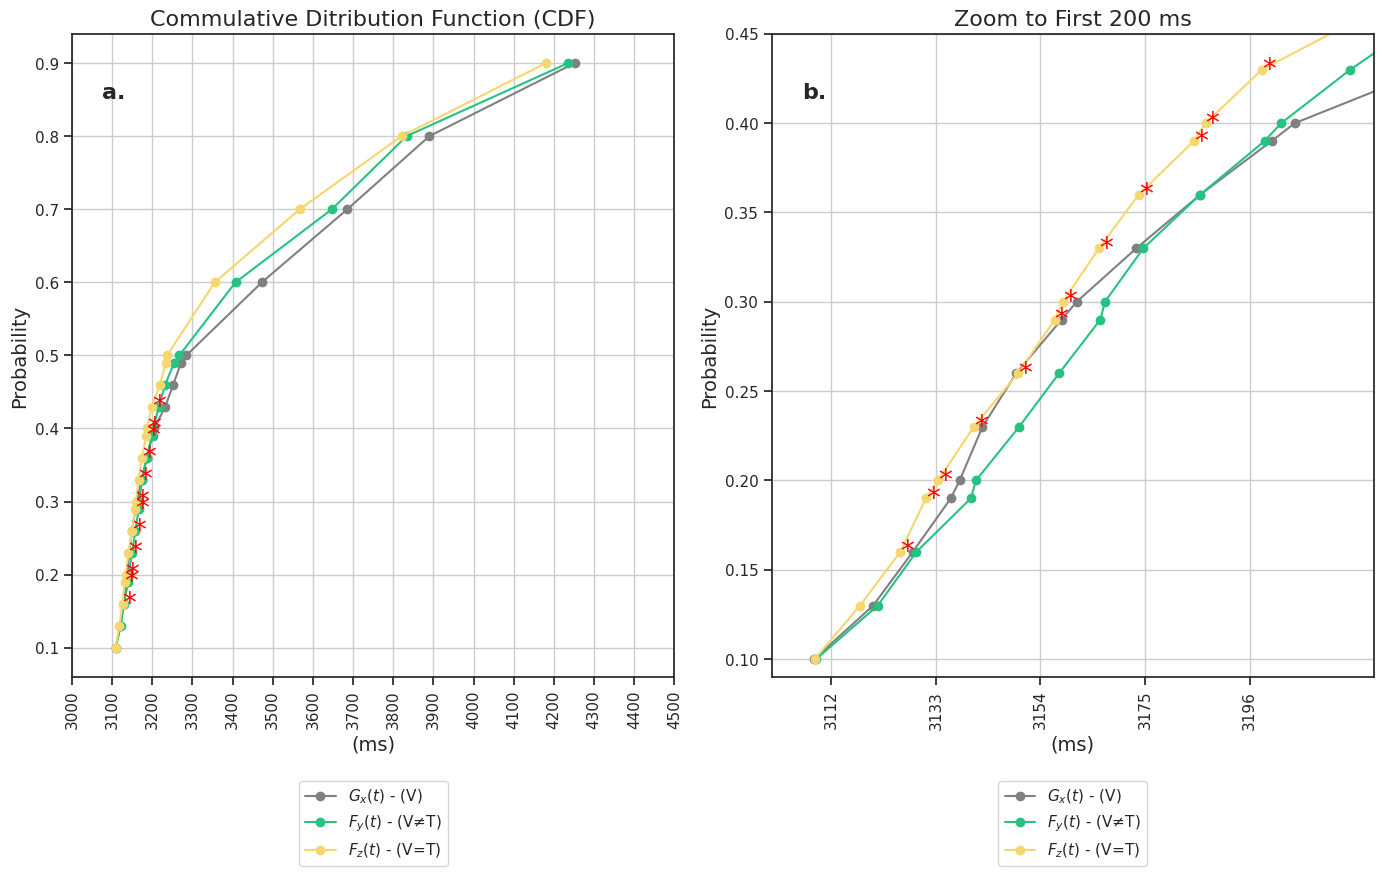 Commulative Ditribution Function (CDF)
a.
Probability
0.9
0.8
0.7
0.6
0.5
0.4
0.3
0.2
0.1
3000 3100 3200 3300 3400 3500 3600 3700 3800 3900 4000 4100 4200 4300 4400 4500
(ms)
Gx(t) - (V)
Fy(t) - (V≠T)
Fz(t) - (V=T)
Zoom to First 200 ms
b.
Probability
0.45
0.40
0.35
0.30
0.25
0.20
0.15
0.10
3112 3133 3154 3175 3196
(ms)
Gx(t) - (V)
Fy(t) - (V≠T)
Fz(t) - (V=T)